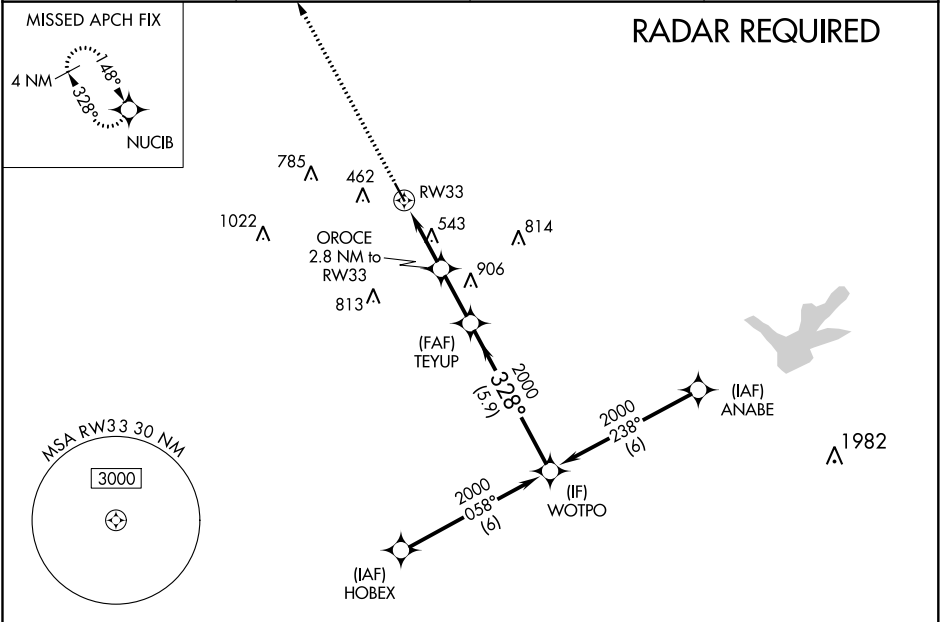 MISSED APCH FIX
4 NM
148°
328°
NUCIB
RADAR REQUIRED
785
462
RW33
1022
543
814
OROCE
2.8 NM to
RW33
906
813
(FAF)
TEYUP
2000
328°
(5.9)
(IAF)
ANABE
2000
238°
(6)
1982
MSA RW33 30 NM
3000
(IF)
WOTPO
2000
058°
(6)
(IAF)
HOBEX